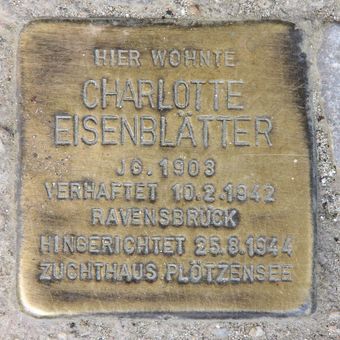 HIER WOHNTE
CHARLOTTE
EISENBLÄTTER
JG. 1903
VERHAFTET 10.2.1942
RAVENSBRÜCK
HINGERICHTET 25.8.1944
ZUCHTHAUS PLÖTZENSEE